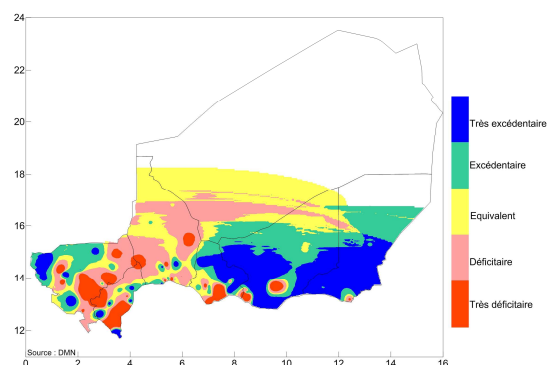 24
22
20
18
16
14
12
Source : DMN
0 2 4 6 8 10 12 14 16
Très excédentaire
Excédentaire
Equivalent
Déficitaire
Très déficitaire